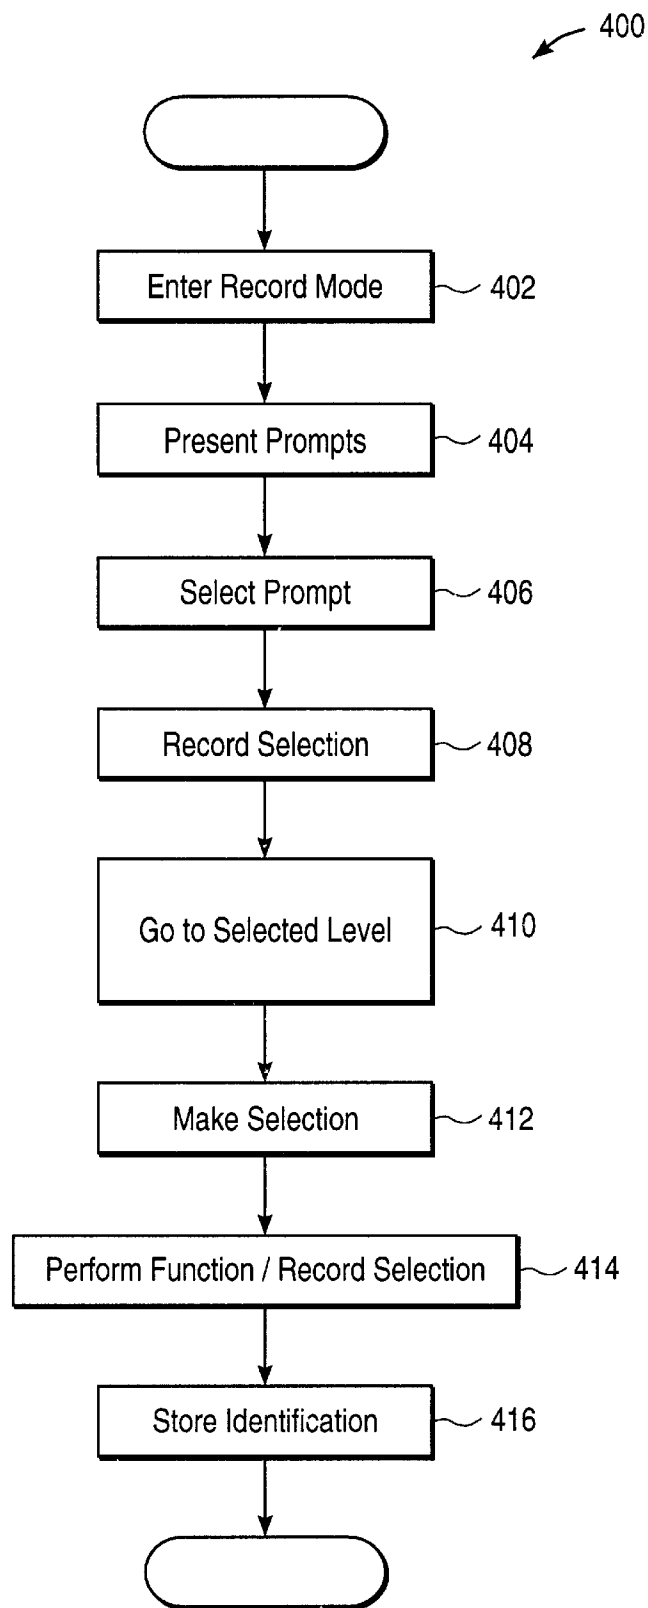 400
Enter Record Mode 402
Present Prompts 404
Select Prompt 406
Record Selection 408
Go to Selected Level 410
Make Selection 412
Perform Function / Record Selection 414
Store Identification 416